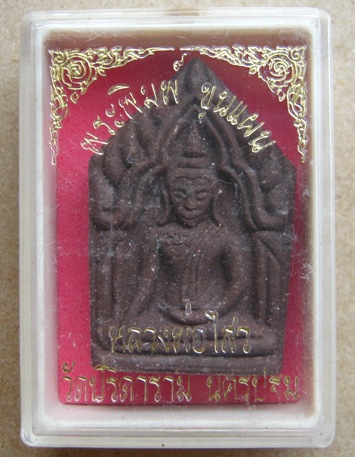 พระพิมพ์ ขุนแผน
หลวงพ่อไสว
วัดปรีดาราม นครปฐม